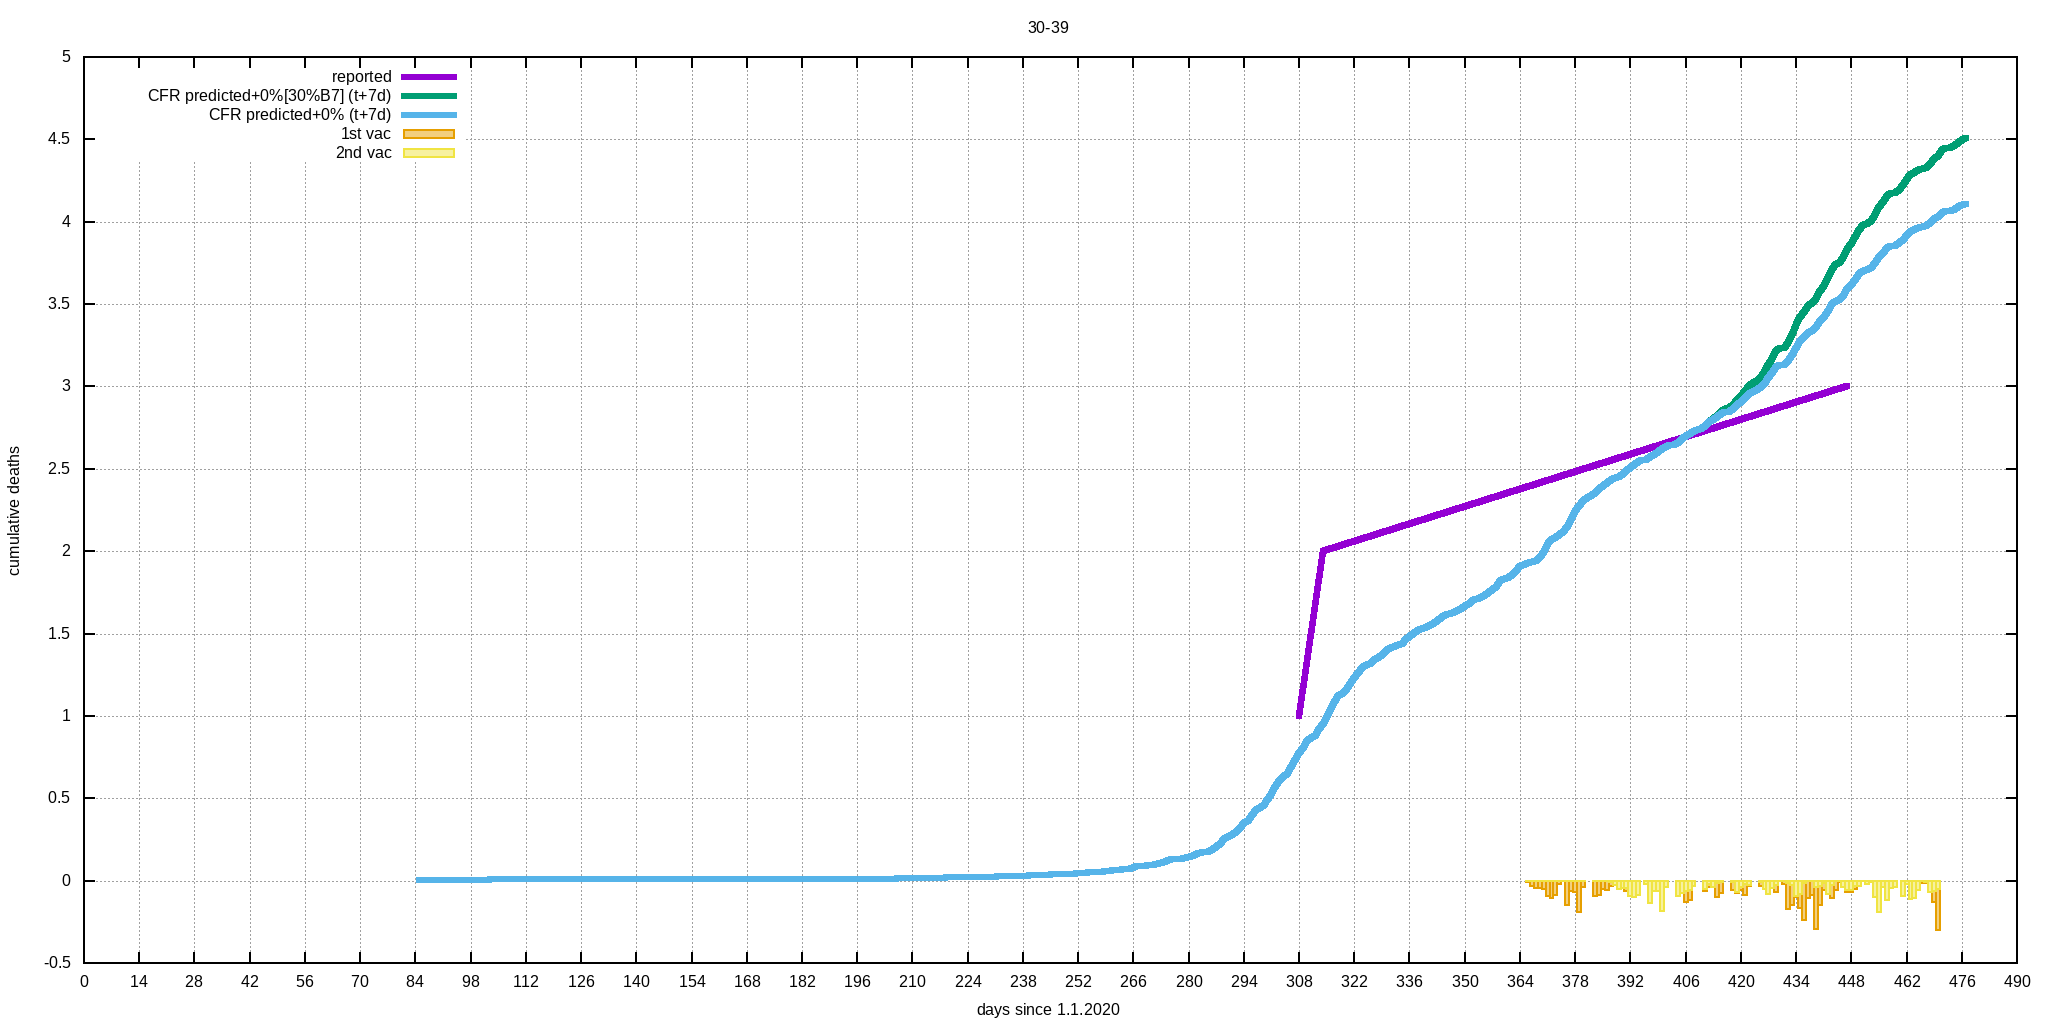 30-39
reported
CFR predicted+0%[30%B7] (t+7d)
CFR predicted+0% (t+7d)
1st vac
2nd vac
5
4.5
4
3.5
3
2.5
2
1.5
1
0.5
0
-0.5
cumulative deaths
0 14 28 42 56 70 84 98 112 126 140 154 168 182 196 210 224 238 252 266 280 294 308 322 336 350 364 378 392 406 420 434 448 462 476 490
days since 1.1.2020